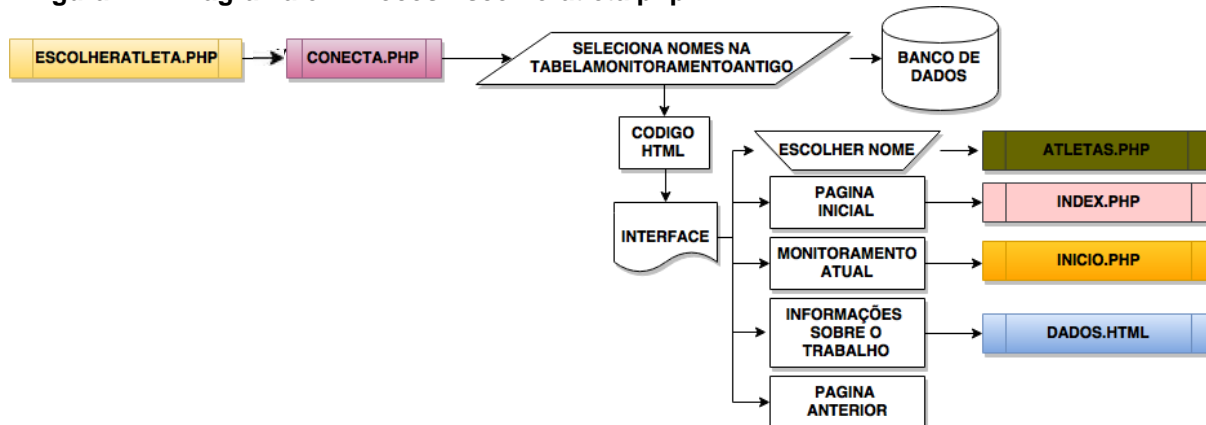 ESCOLHERATLETA.PHP
CONECTA.PHP
SELECIONA NOMES NA
TABELAMONITORAMENTOANTIGO
BANCO DE
DADOS
CODIGO
HTML
INTERFACE
ESCOLHER NOME
ATLETAS.PHP
PAGINA
INICIAL
INDEX.PHP
MONITORAMENTO
ATUAL
INICIO.PHP
INFORMAÇÕES
SOBRE O
TRABALHO
DADOS.HTML
PAGINA
ANTERIOR